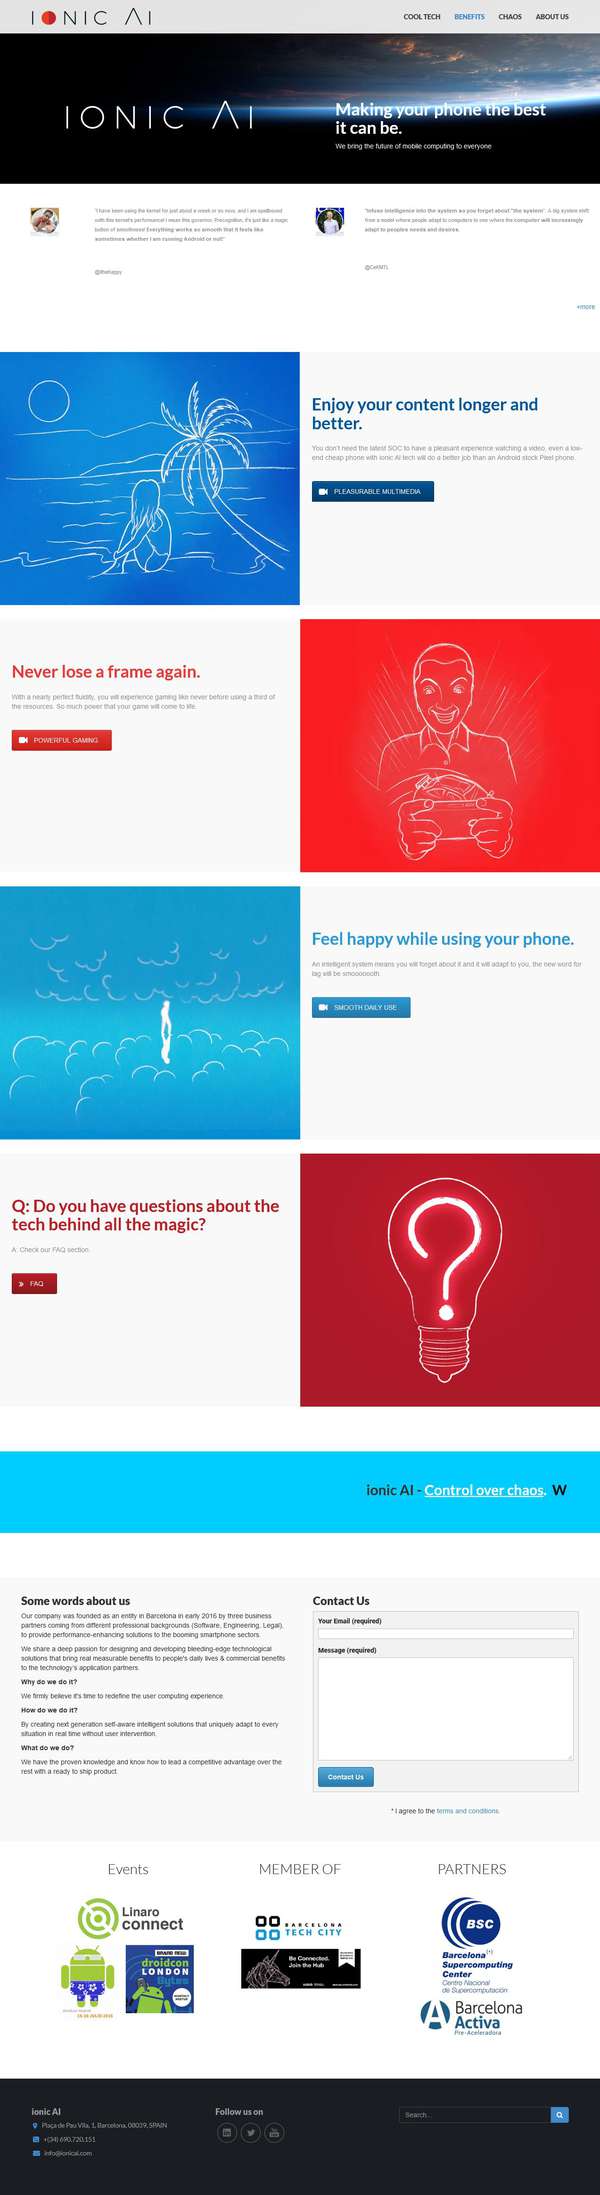 IONIC AI
COOL TECH
BENEFITS
CHAOS
ABOUT US
IONIC AI
Making your phone the best
it can be.
We bring the future of mobile computing to everyone
"I have been using the kernel for just about a week or so now, and I am spellbound
with this kernel's performance! I mean this governor, Precognition, it's just like a magic
button of smoothness! Everything works so smooth that it feels like
sometimes whether I am running Android or not!"
@thehappy
"Infuse intelligence into the system so you forget about "the system". A big system shift
from a model where people adapt to computers to one where the computer will increasingly
adapt to peoples needs and desires.
+more
Enjoy your content longer and
better.
You don't need the latest SOC to have a pleasant experience watching a video, even a low-
end cheap phone with ionic AI tech will do a better job than an Android stock Pixel phone.
PLEASURABLE MULTIMEDIA
Never lose a frame again.
With a nearly perfect fluidity, you will experience gaming like never before using a third of
the resources. So much power that your game will come to life.
POWERFUL GAMING
Feel happy while using your phone.
An intelligent system means you will forget about it and it will adapt to you, the new word for
lag will be smooooooth.
SMOOTH DAILY USE
Q: Do you have questions about the
tech behind all the magic?
A: Check our FAQ section.
FAQ
ionic AI - Control over chaos. W
Some words about us
Our company was founded as an entity in Barcelona in early 2016 by three business
partners coming from different professional backgrounds (Software, Engineering, Legal),
to provide performance-enhancing solutions to the booming smartphone sectors.
We share a deep passion for designing and developing bleeding-edge technological
solutions that bring real measurable benefits to people's daily lives & commercial benefits
to the technology's application partners.
Why do we do it?
We firmly believe it's time to redefine the user computing experience.
How do we do it?
By creating next generation self-aware intelligent solutions that uniquely adapt to every
situation in real time without user intervention.
What do we do?
We have the proven knowledge and know how to lead a competitive advantage over the
rest with a ready to ship product.
Contact Us
Your Email (required)
Message (required)
Contact Us
* I agree to the terms and conditions.
Events
Linaro
connect
BRAND NEW:
droidcon
LONDON
Bytes
MEMBER OF
BARCELONA
TECH CITY
Be Connected.
Join the Hub
PARTNERS
BSC
Barcelona
Supercomputing
Center
Centro Nacional
de Supercomputación
Barcelona
Activa
Pre-Aceleradora
ionic AI
Plaça de Pau Vila, 1, Barcelona, 08039, SPAIN
+(34) 690.720.151
info@ionicai.com
Follow us on
You
Search...